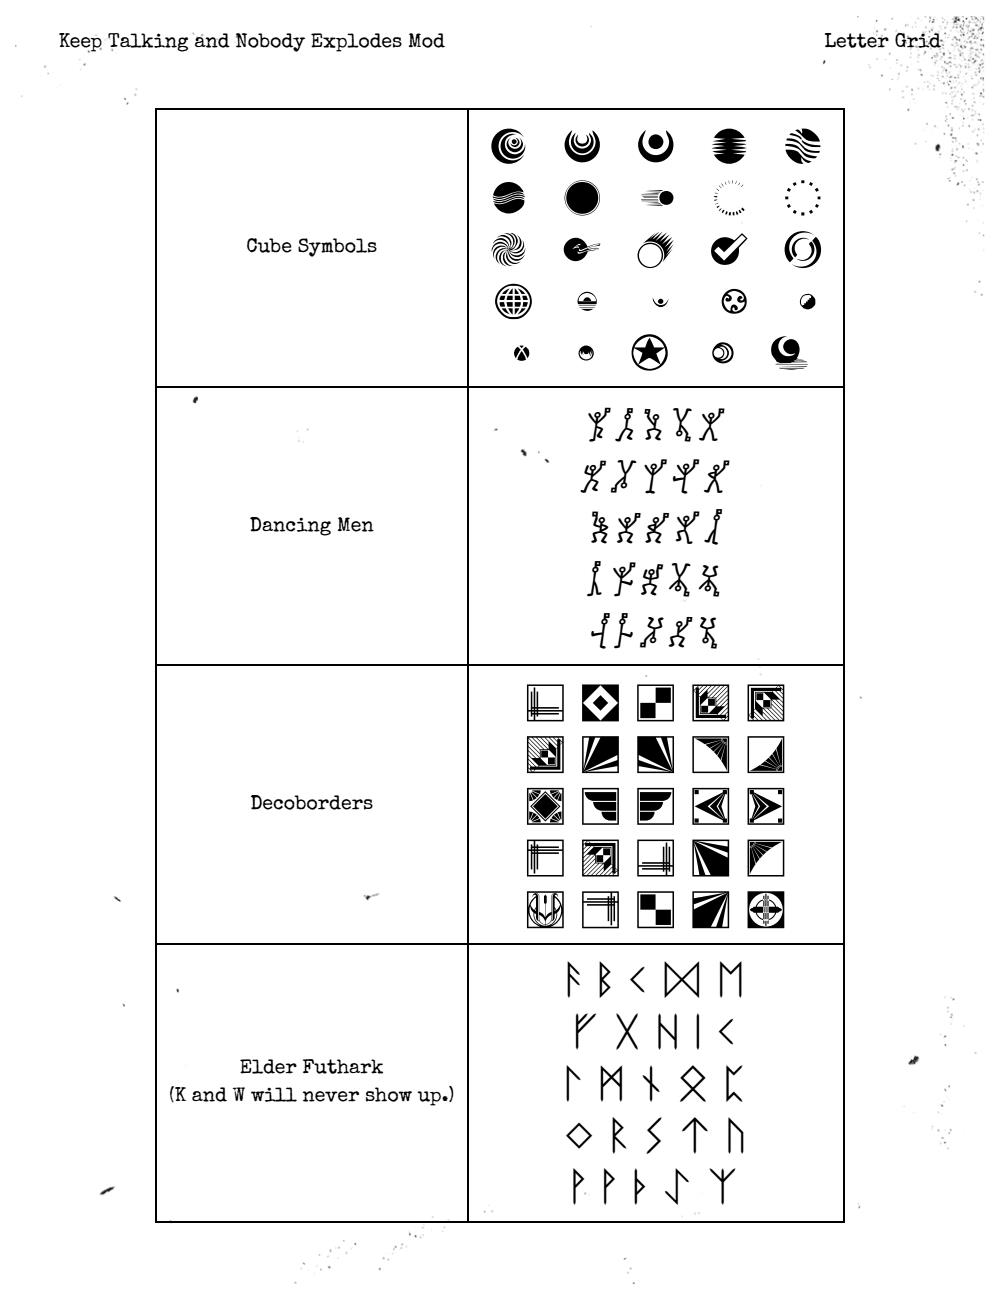 Keep Talking and Nobody Explodes Mod
Letter Grid
Cube Symbols
Dancing Men
Decoborders
Elder Futhark
(K and W will never show up.)
ᚨ ᛒ ᚲ ᛞ ᛖ
ᚠ ᚷ ᚺ ᛁ ᚲ
ᛚ ᛗ ᚾ ᛟ ᛈ
ᛜ ᚱ ᛊ ᛏ ᚢ
ᚹ ᚹ ᚦ ᛇ ᛉ